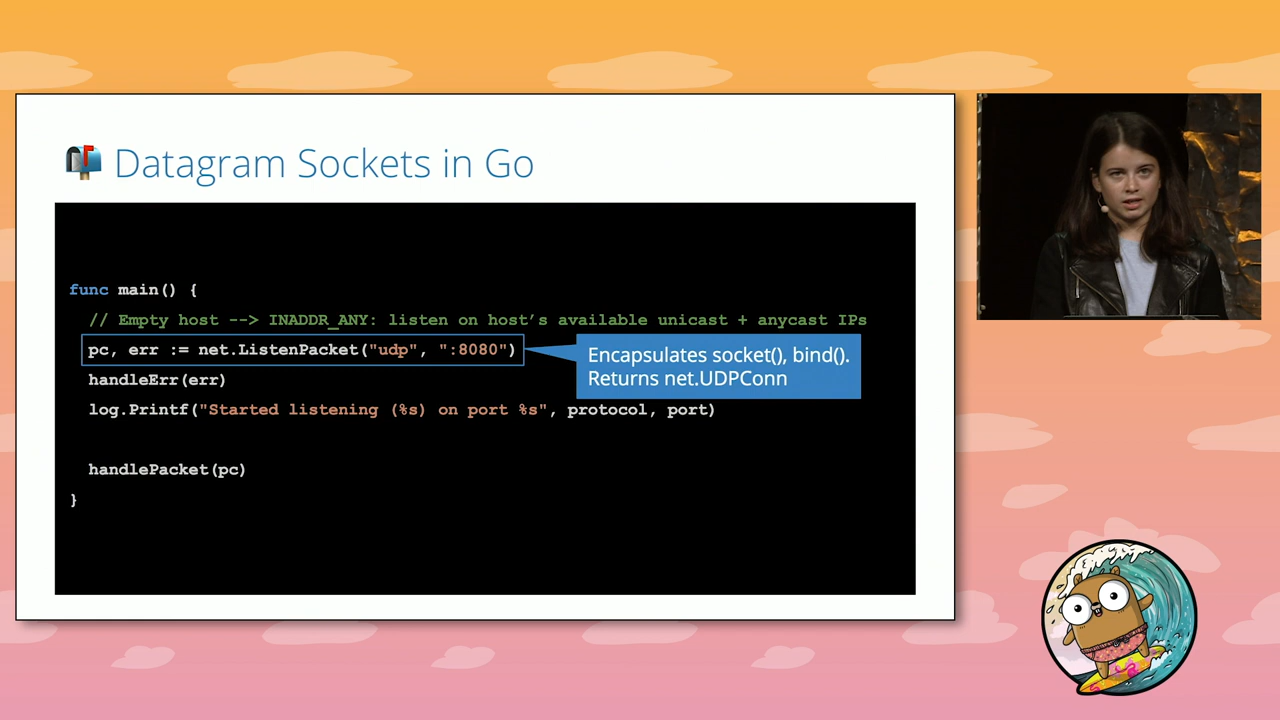 Datagram Sockets in Go
func main() {
// Empty host --> INADDR_ANY: listen on host’s available unicast + anycast IPs
pc, err := net.ListenPacket("udp", ":8080")
Encapsulates socket(), bind().
Returns net.UDPConn
handleErr(err)
log.Printf("Started listening (%s) on port %s", protocol, port)
handlePacket(pc)
}